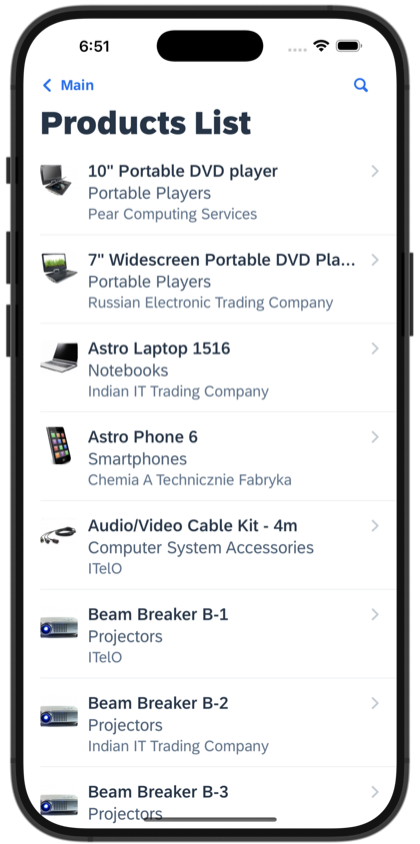 6:51
Main
Products List
10" Portable DVD player
Portable Players
Pear Computing Services
7" Widescreen Portable DVD Pla...
Portable Players
Russian Electronic Trading Company
Astro Laptop 1516
Notebooks
Indian IT Trading Company
Astro Phone 6
Smartphones
Chemia A Technicznie Fabryka
Audio/Video Cable Kit - 4m
Computer System Accessories
ITelO
Beam Breaker B-1
Projectors
ITelO
Beam Breaker B-2
Projectors
Indian IT Trading Company
Beam Breaker B-3
Projectors